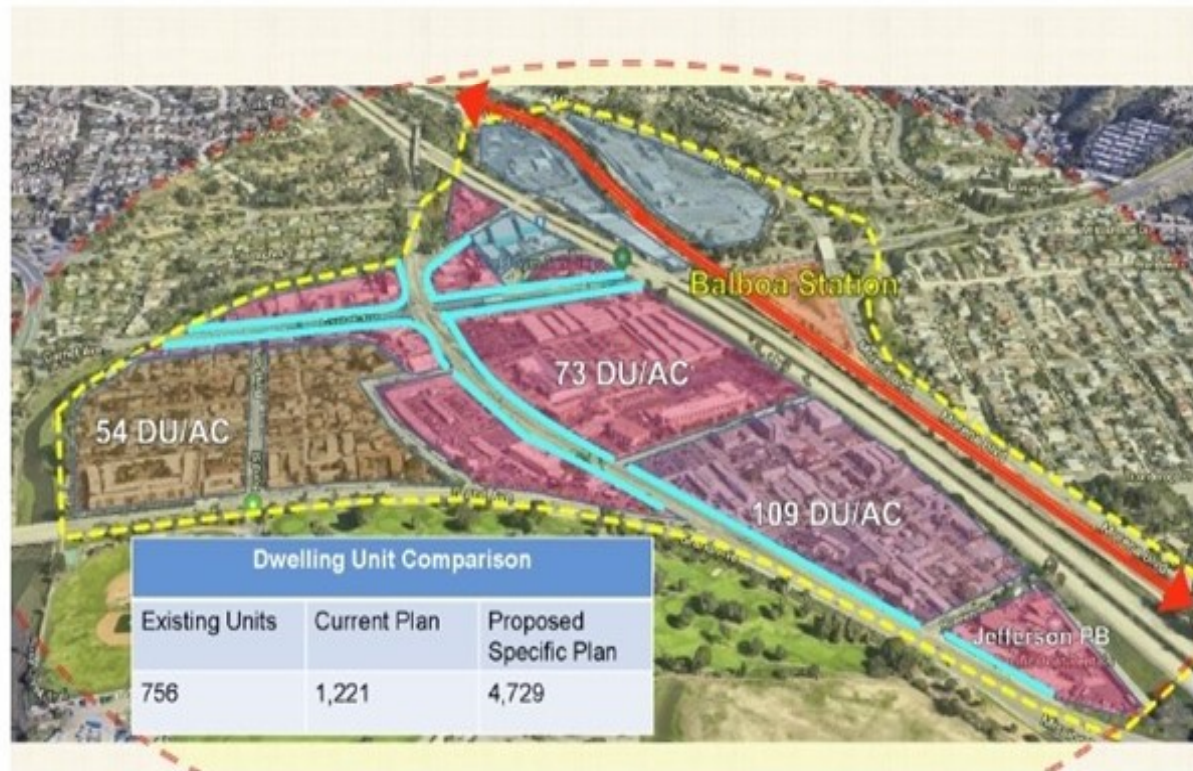 Balboa Station
73 DU/AC
54 DU/AC
109 DU/AC
Jefferson PB
Dwelling Unit Comparison
Existing Units
Current Plan
Proposed
Specific Plan
756
1,221
4,729